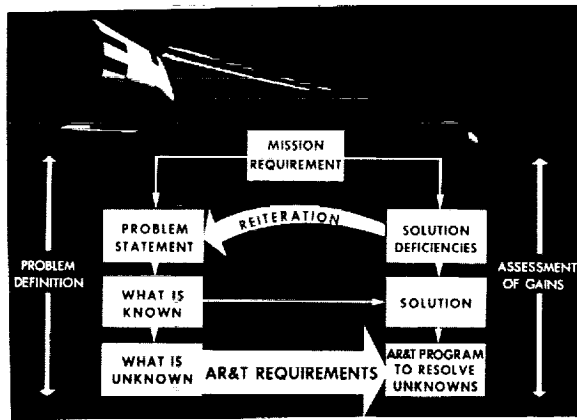 MISSION
REQUIREMENT
REITERATION
PROBLEM
STATEMENT
SOLUTION
DEFICIENCIES
PROBLEM
DEFINITION
WHAT IS
KNOWN
SOLUTION
ASSESSMENT
OF GAINS
WHAT IS
UNKNOWN
AR&T REQUIREMENTS
AR&T PROGRAM
TO RESOLVE
UNKNOWNS